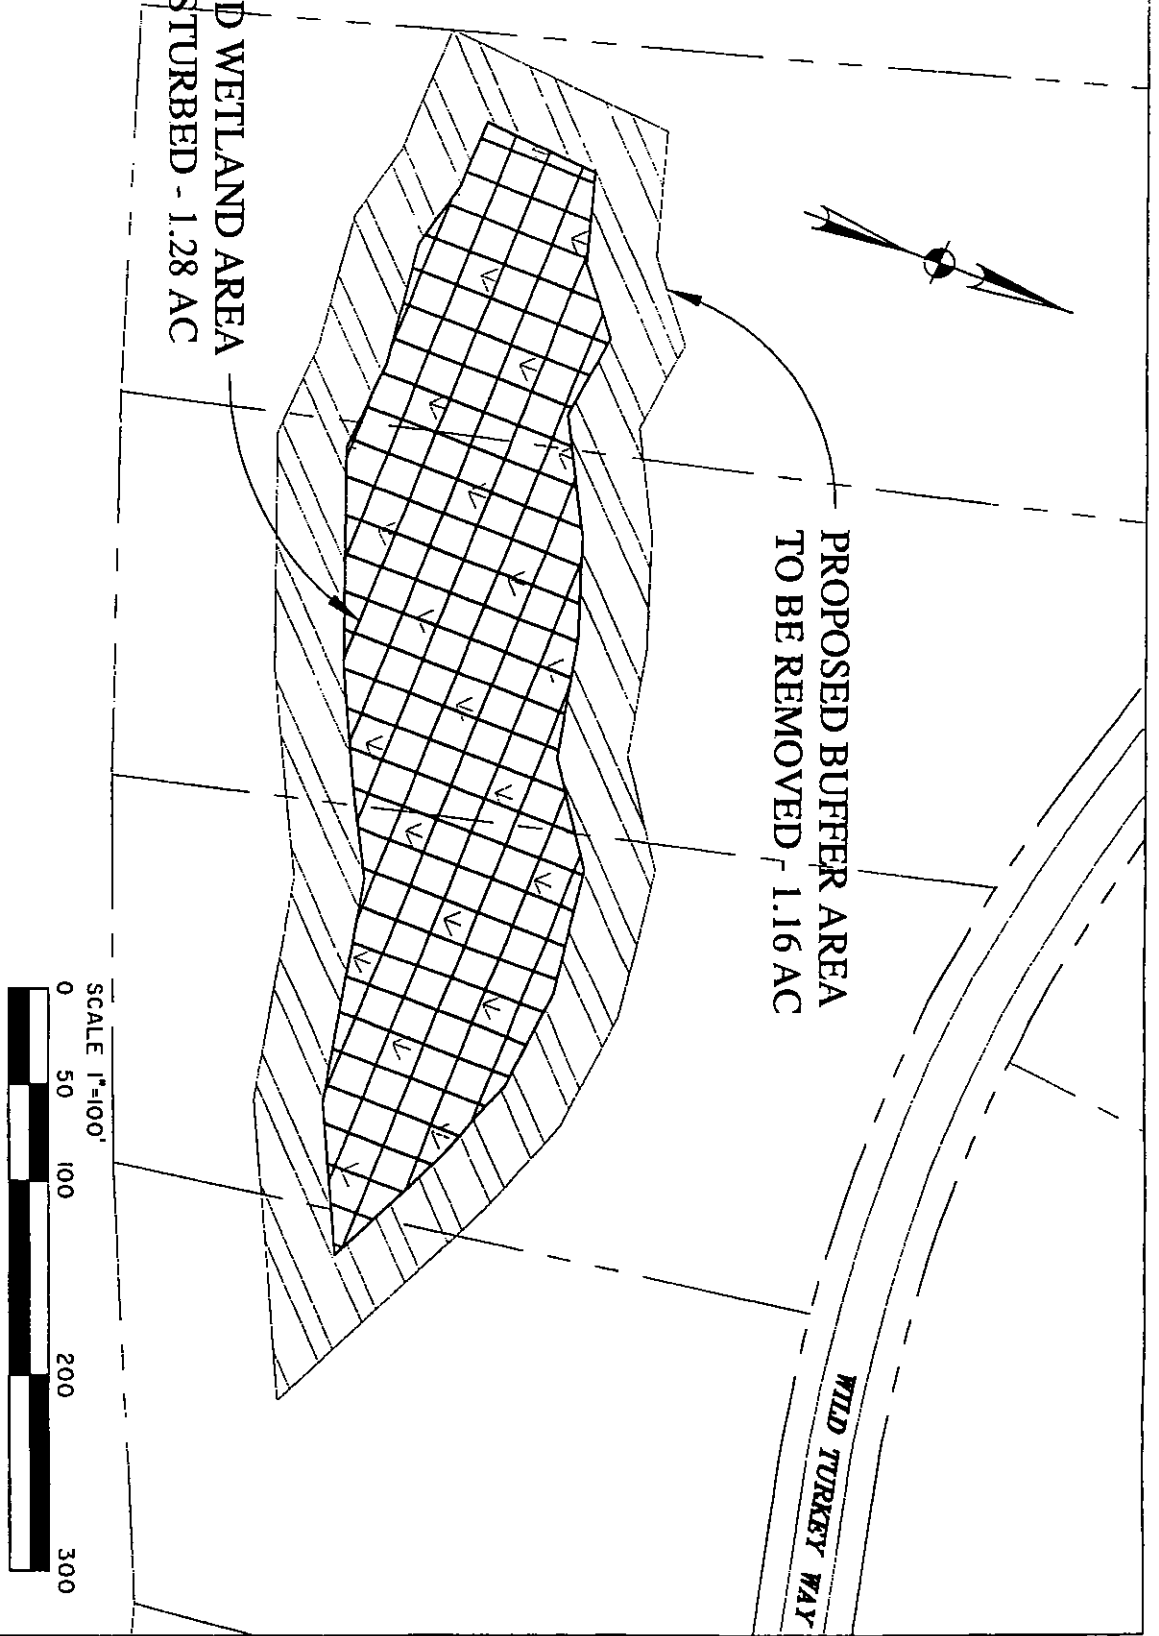 PROPOSED BUFFER AREA
TO BE REMOVED - 1.16 AC
D WETLAND AREA
STURBED - 1.28 AC
WILD TURKEY WAY
SCALE 1"=100'
0 50 100 200 300